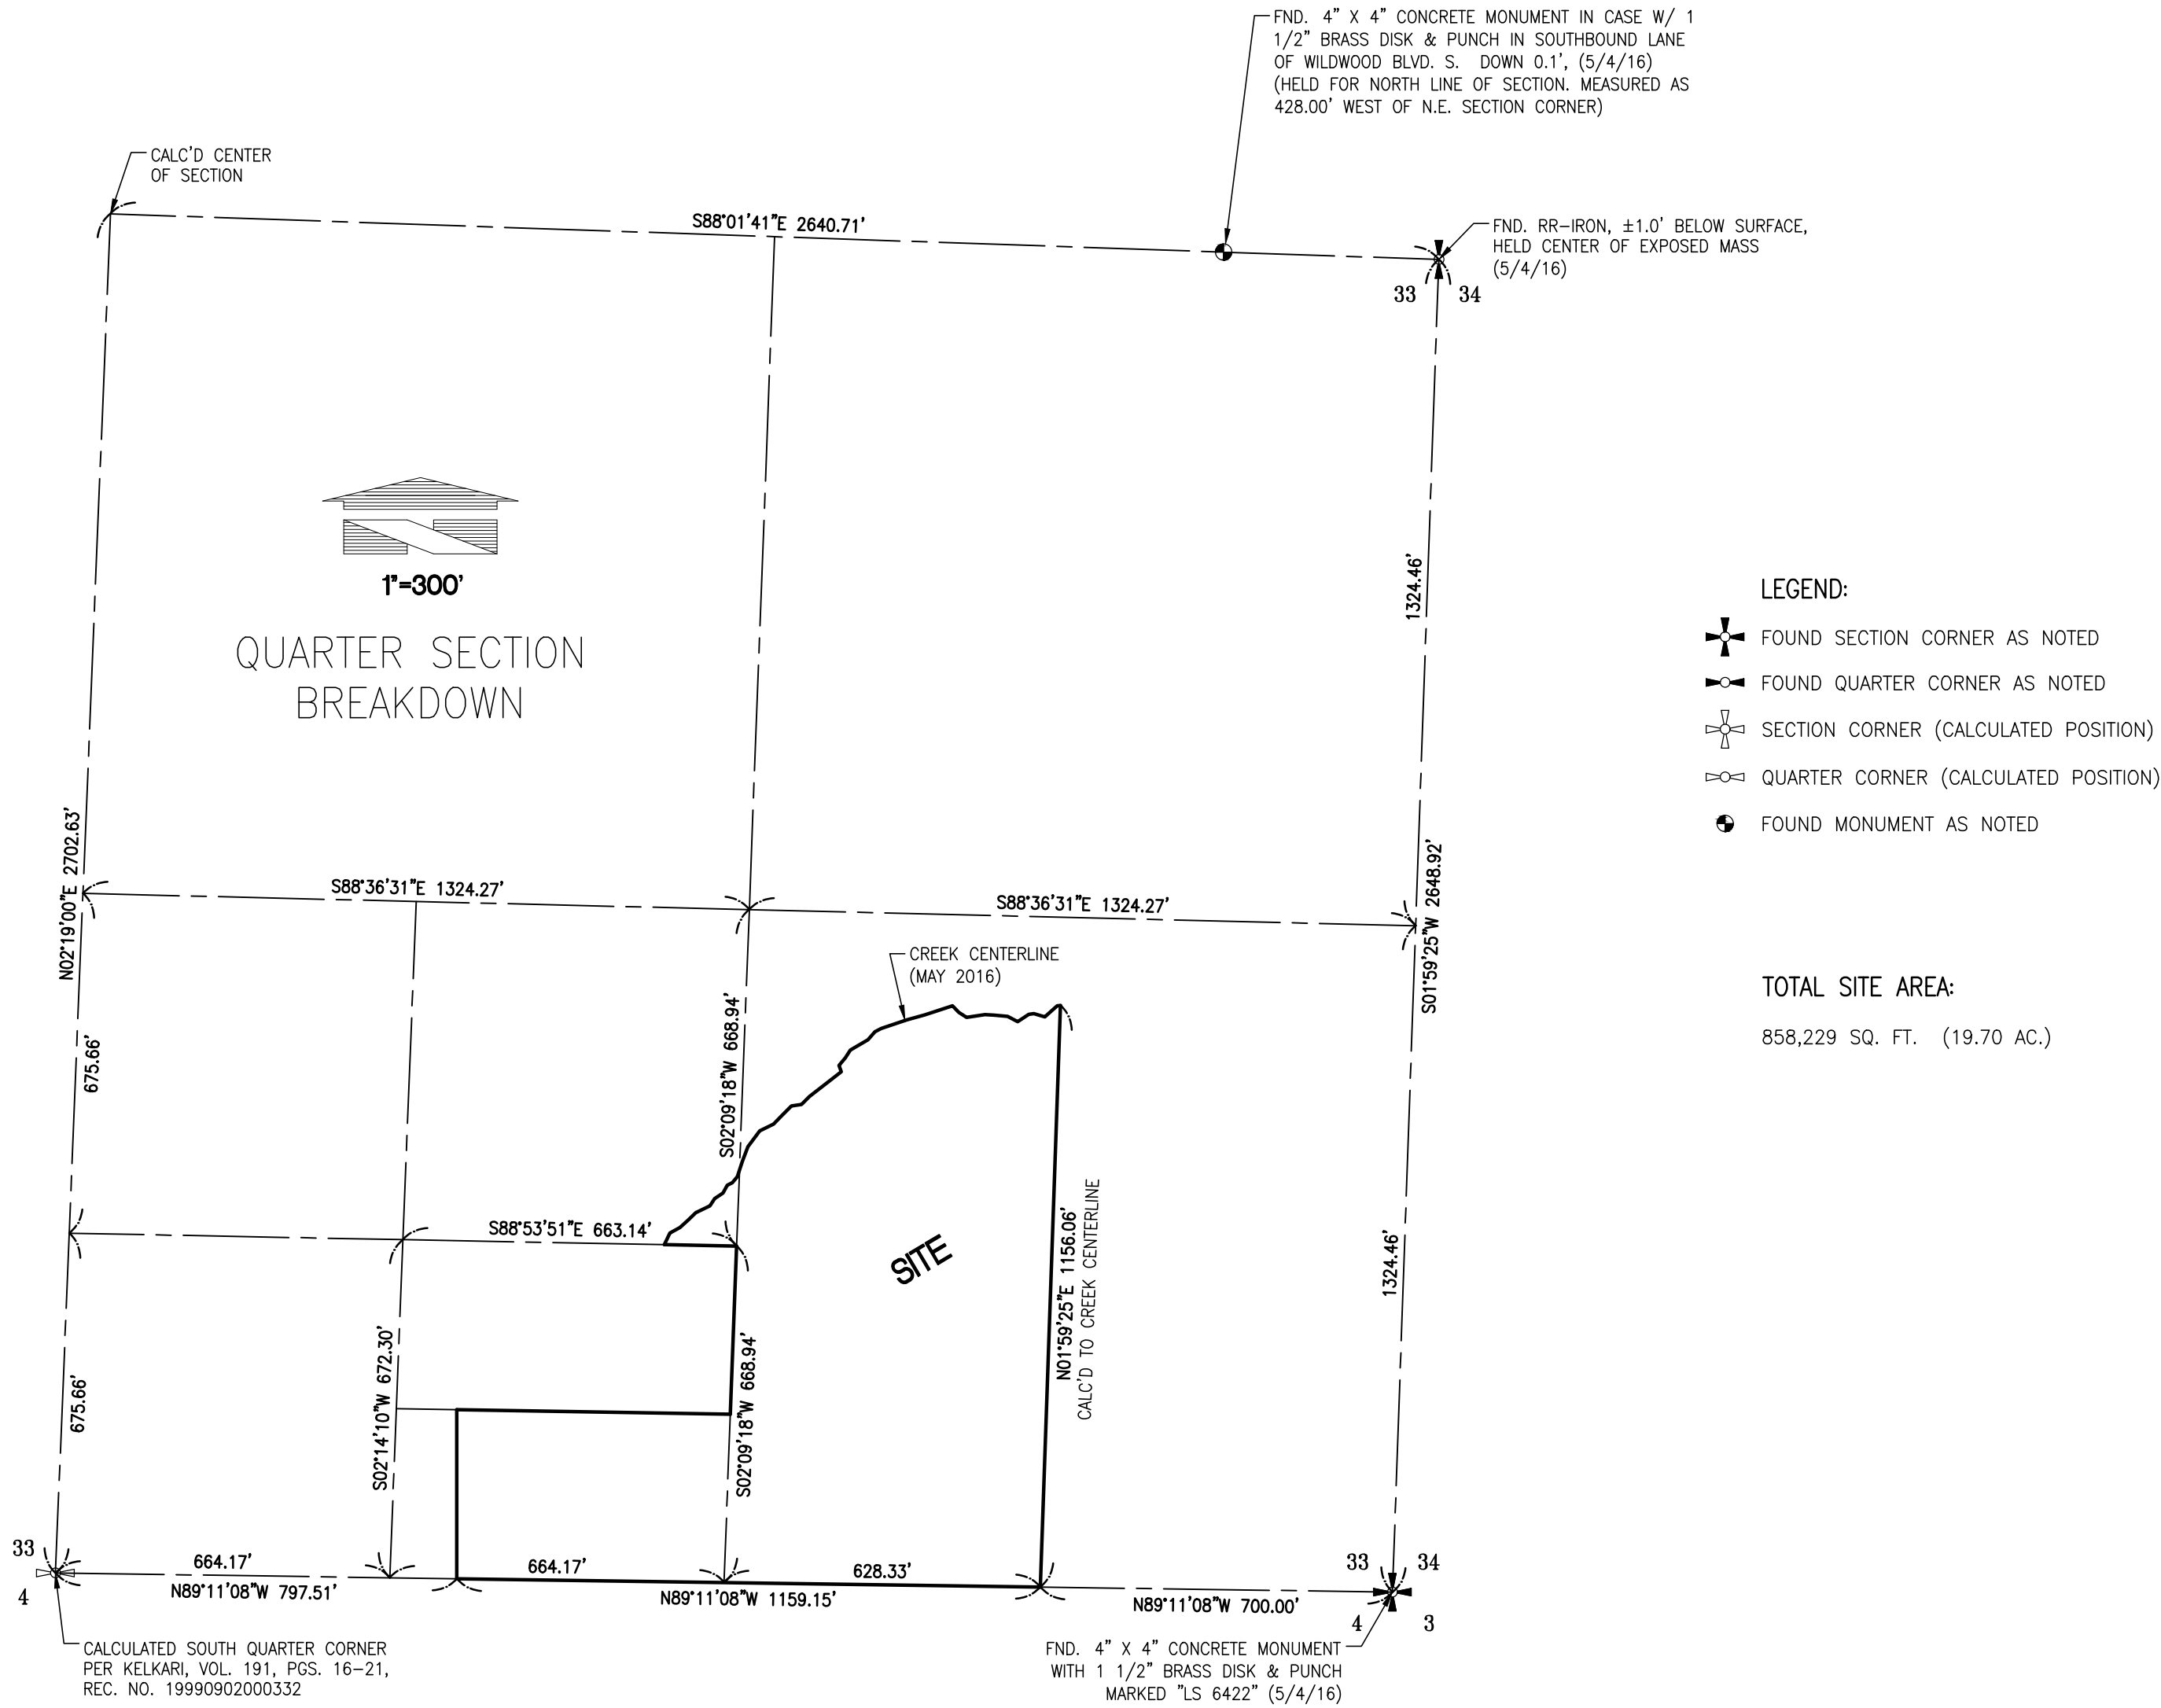 FND. 4" X 4" CONCRETE MONUMENT IN CASE W/ 1
1/2" BRASS DISK & PUNCH IN SOUTHBOUND LANE
OF WILDWOOD BLVD. S. DOWN 0.1', (5/4/16)
(HELD FOR NORTH LINE OF SECTION. MEASURED AS
428.00' WEST OF N.E. SECTION CORNER)
CALC'D CENTER
OF SECTION
S88°01'41"E 2640.71'
FND. RR-IRON, ±1.0' BELOW SURFACE,
HELD CENTER OF EXPOSED MASS
(5/4/16)
33 34
1"=300'
QUARTER SECTION
BREAKDOWN
1324.46'
LEGEND:
FOUND SECTION CORNER AS NOTED
FOUND QUARTER CORNER AS NOTED
SECTION CORNER (CALCULATED POSITION)
QUARTER CORNER (CALCULATED POSITION)
FOUND MONUMENT AS NOTED
N02°19'00"E 2702.63'
S88°36'31"E 1324.27'
S88°36'31"E 1324.27'
S01°59'25"W 2648.92'
CREEK CENTERLINE
(MAY 2016)
TOTAL SITE AREA:
858,229 SQ. FT. (19.70 AC.)
675.66'
S02°09'18"W 668.94'
S88°53'51"E 663.14'
SITE
N01°59'25"E 1156.06'
CALC'D TO CREEK CENTERLINE
1324.46'
675.66'
S02°14'10"W 672.30'
S02°09'18"W 668.94'
33
4
664.17'
N89°11'08"W 797.51'
664.17'
628.33'
N89°11'08"W 1159.15'
N89°11'08"W 700.00'
33 34
4 3
CALCULATED SOUTH QUARTER CORNER
PER KELKARI, VOL. 191, PGS. 16-21,
REC. NO. 19990902000332
FND. 4" X 4" CONCRETE MONUMENT
WITH 1 1/2" BRASS DISK & PUNCH
MARKED "LS 6422" (5/4/16)